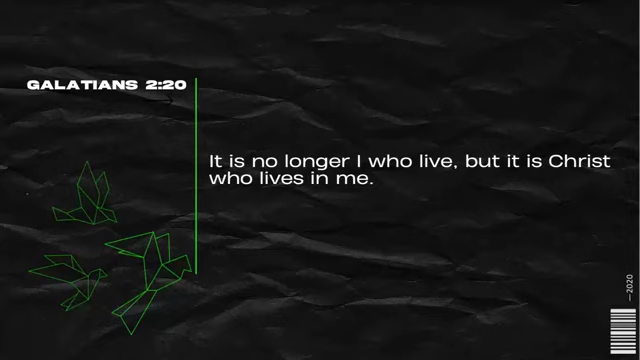 GALATIANS 2:20
It is no longer I who live, but it is Christ
who lives in me.
—2020